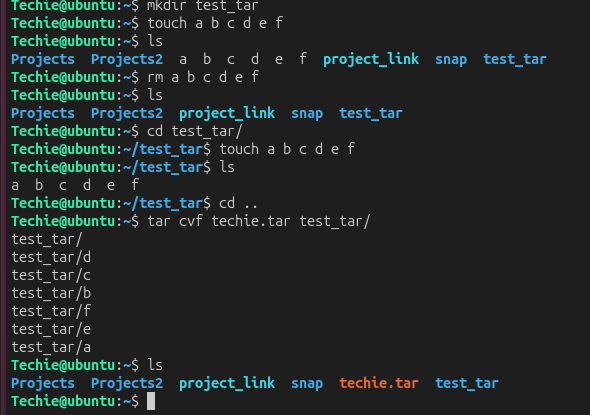 Techie@ubuntu:~$ mkdir test_tar
Techie@ubuntu:~$ touch a b c d e f
Techie@ubuntu:~$ ls
Projects  Projects2  a  b  c  d  e  f  project_link  snap  test_tar
Techie@ubuntu:~$ rm a b c d e f
Techie@ubuntu:~$ ls
Projects  Projects2  project_link  snap  test_tar
Techie@ubuntu:~$ cd test_tar/
Techie@ubuntu:~/test_tar$ touch a b c d e f
Techie@ubuntu:~/test_tar$ ls
a  b  c  d  e  f
Techie@ubuntu:~/test_tar$ cd ..
Techie@ubuntu:~$ tar cvf techie.tar test_tar/
test_tar/
test_tar/d
test_tar/c
test_tar/b
test_tar/f
test_tar/e
test_tar/a
Techie@ubuntu:~$ ls
Projects  Projects2  project_link  snap  techie.tar  test_tar
Techie@ubuntu:~$